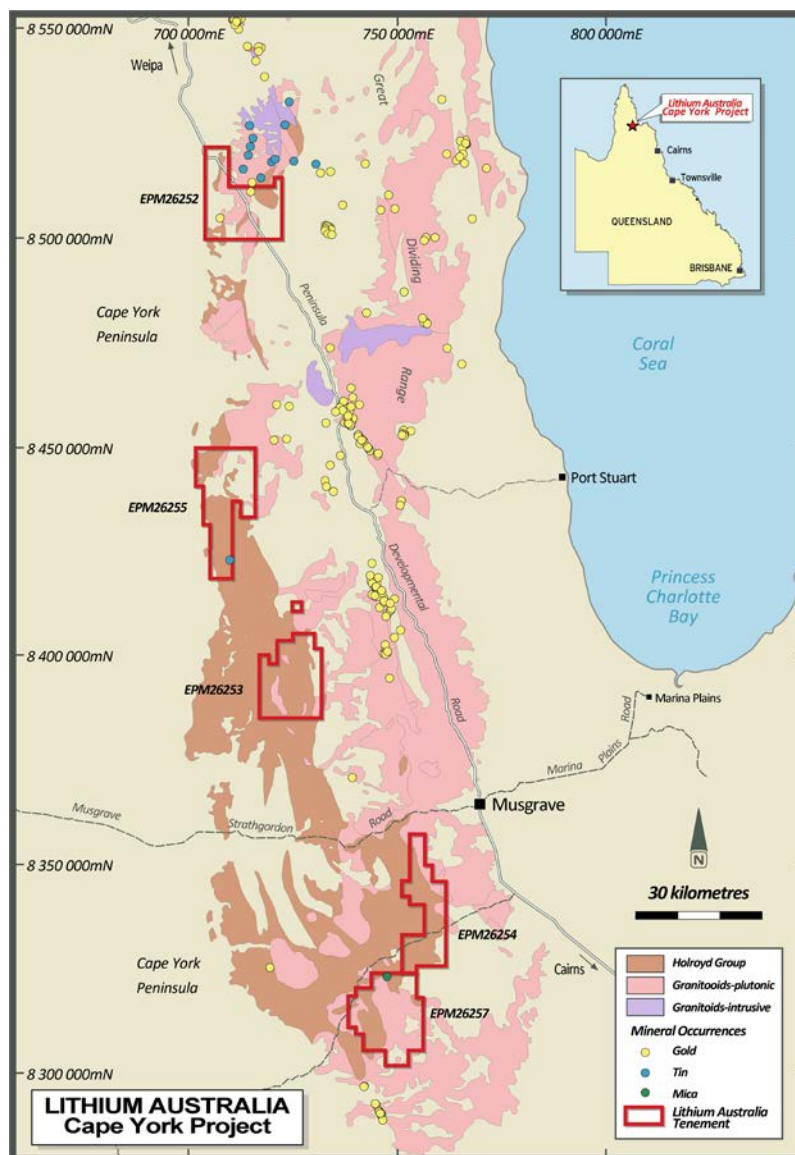 700 000mE
750 000mE
800 000mE
8 550 000mN
Weipa
Great
Lithium Australia
Cape York Project
Cairns
Townsville
QUEENSLAND
BRISBANE
EPM26252
8 500 000mN
Dividing
Peninsula
Cape York
Peninsula
Coral
Sea
Range
8 450 000mN
Port Stuart
EPM26255
Developmental
Princess
Charlotte
Bay
8 400 000mN
EPM26253
Road
Marina Plains
Road
Plains
Marina
Musgrave
Musgrave
Strathgordon
Road
8 350 000mN
N
30 kilometres
EPM26254
Cape York
Peninsula
Cairns
EPM26257
Holroyd Group
Granitooids-plutonic
Granitoids-intrusive
Mineral Occurrences
Gold
Tin
Mica
Lithium Australia
Tenement
8 300 000mN
LITHIUM AUSTRALIA
Cape York Project